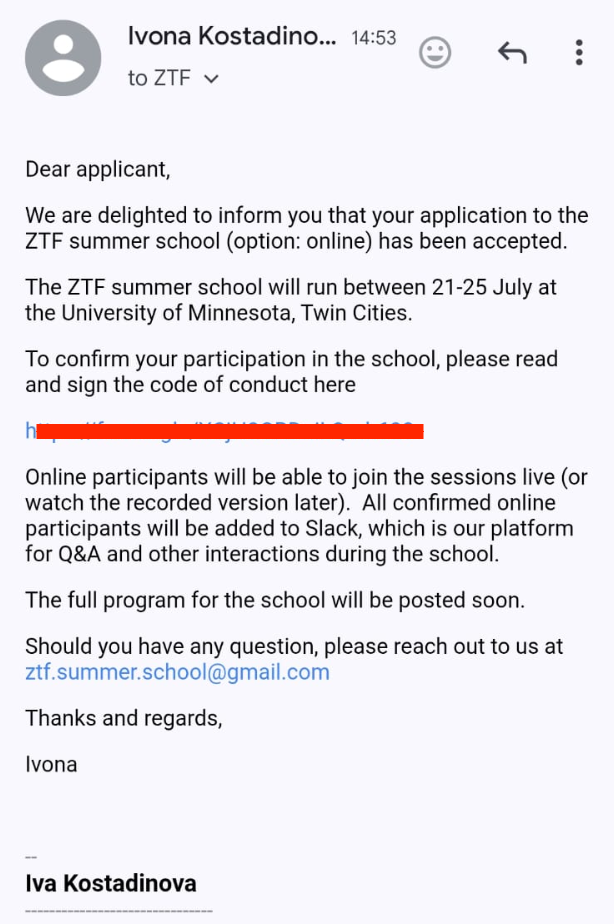 Ivona Kostadino... 14:53
to ZTF
Dear applicant,
We are delighted to inform you that your application to the
ZTF summer school (option: online) has been accepted.
The ZTF summer school will run between 21-25 July at
the University of Minnesota, Twin Cities.
To confirm your participation in the school, please read
and sign the code of conduct here
Online participants will be able to join the sessions live (or
watch the recorded version later).  All confirmed online
participants will be added to Slack, which is our platform
for Q&A and other interactions during the school.
The full program for the school will be posted soon.
Should you have any question, please reach out to us at
ztf.summer.school@gmail.com
Thanks and regards,
Ivona
--
Iva Kostadinova
------------------------------